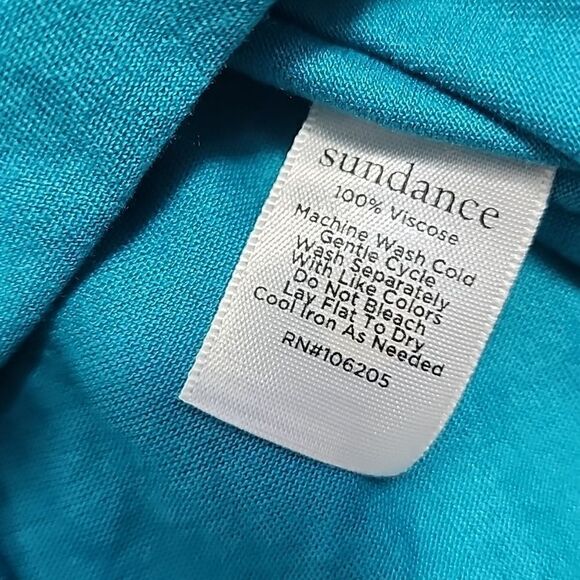 sundance
100% Viscose
Machine Wash Cold
Gentle Cycle
Wash Separately
With Like Colors
Do Not Bleach
Lay Flat To Dry
Cool Iron As Needed
RN#106205